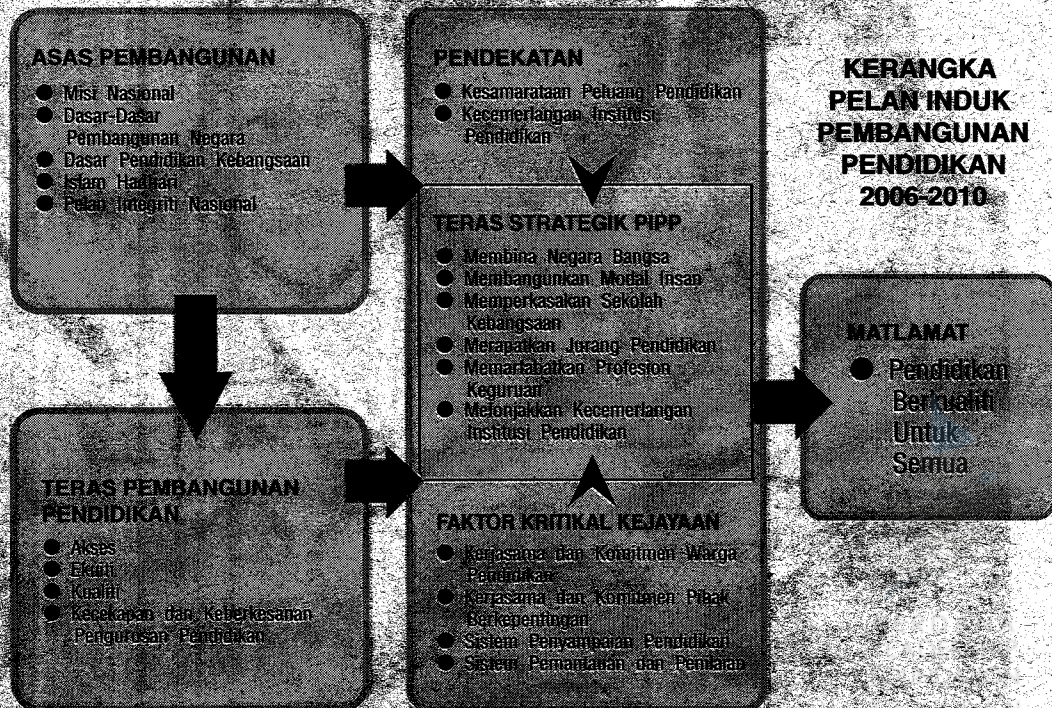 ASAS PEMBANGUNAN
Misi Nasional
Dasar-Dasar
Pembangunan Negara
Dasar Pendidikan Kebangsaan
Islam Hadhari
Pelan Integriti Nasional
TERAS PEMBANGUNAN
PENDIDIKAN
Akses
Ekuiti
Kualiti
Kecekapan dan Keberkesanan
Pengurusan Pendidikan
PENDEKATAN
Kesamarataan Peluang Pendidikan
Kecemerlangan Institusi
Pendidikan
TERAS STRATEGIK PIPP
Membina Negara Bangsa
Membangunkan Modal Insan
Memperkasakan Sekolah
Kebangsaan
Merapatkan Jurang Pendidikan
Memartabatkan Profesion
Keguruan
Melonjakkan Kecemerlangan
Institusi Pendidikan
FAKTOR KRITIKAL KEJAYAAN
Kerjasama dan Komitmen Warga
Pendidikan
Kerjasama dan Komitmen Pihak
Berkepentingan
Sistem Penyampaian Pendidikan
Sistem Pemantauan dan Penilaian
KERANGKA
PELAN INDUK
PEMBANGUNAN
PENDIDIKAN
2006-2010
MATLAMAT
Pendidikan
Berkualiti
Untuk
Semua